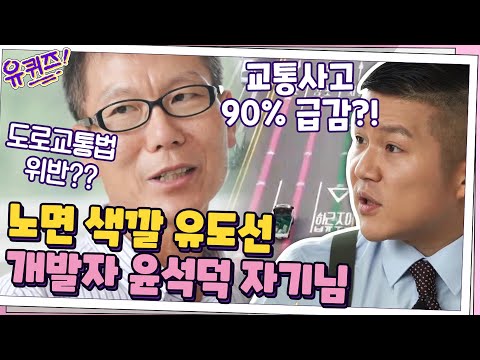 유퀴즈!
교통사고
90% 급감?!
도로교통법
위반??
노면 색깔 유도선
개발자 윤석덕 자기님